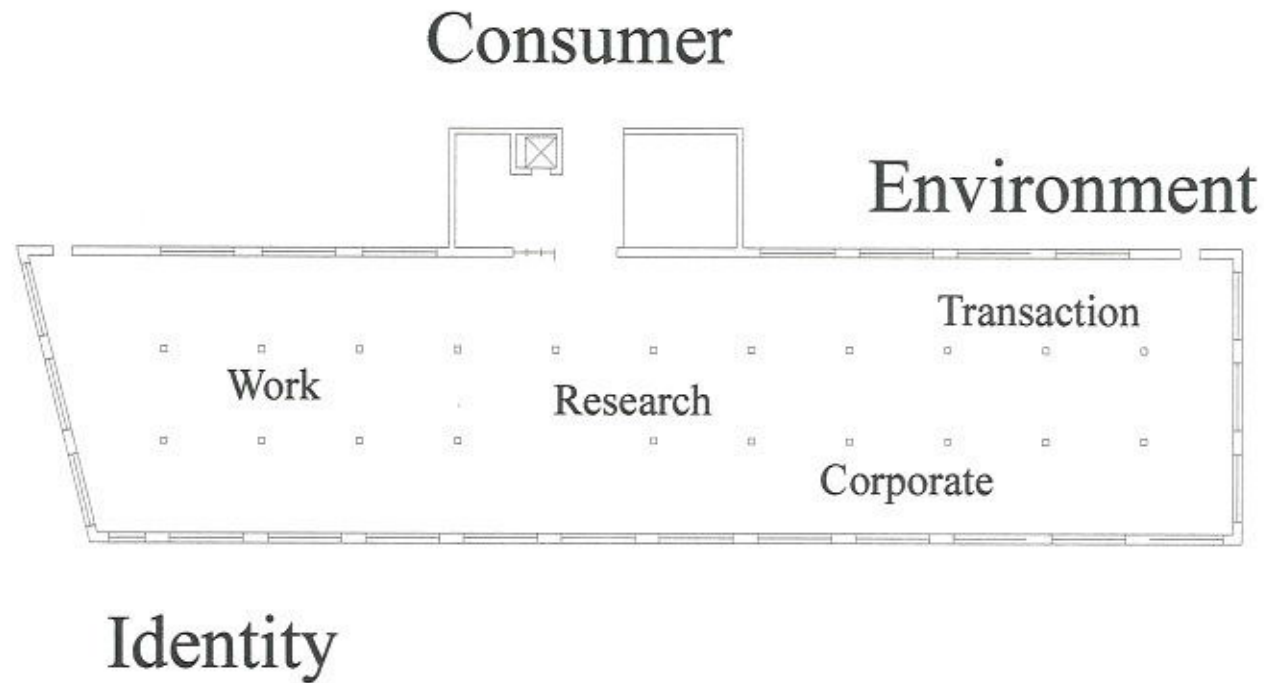 Consumer
Environment
Transaction
Work
Research
Corporate
Identity